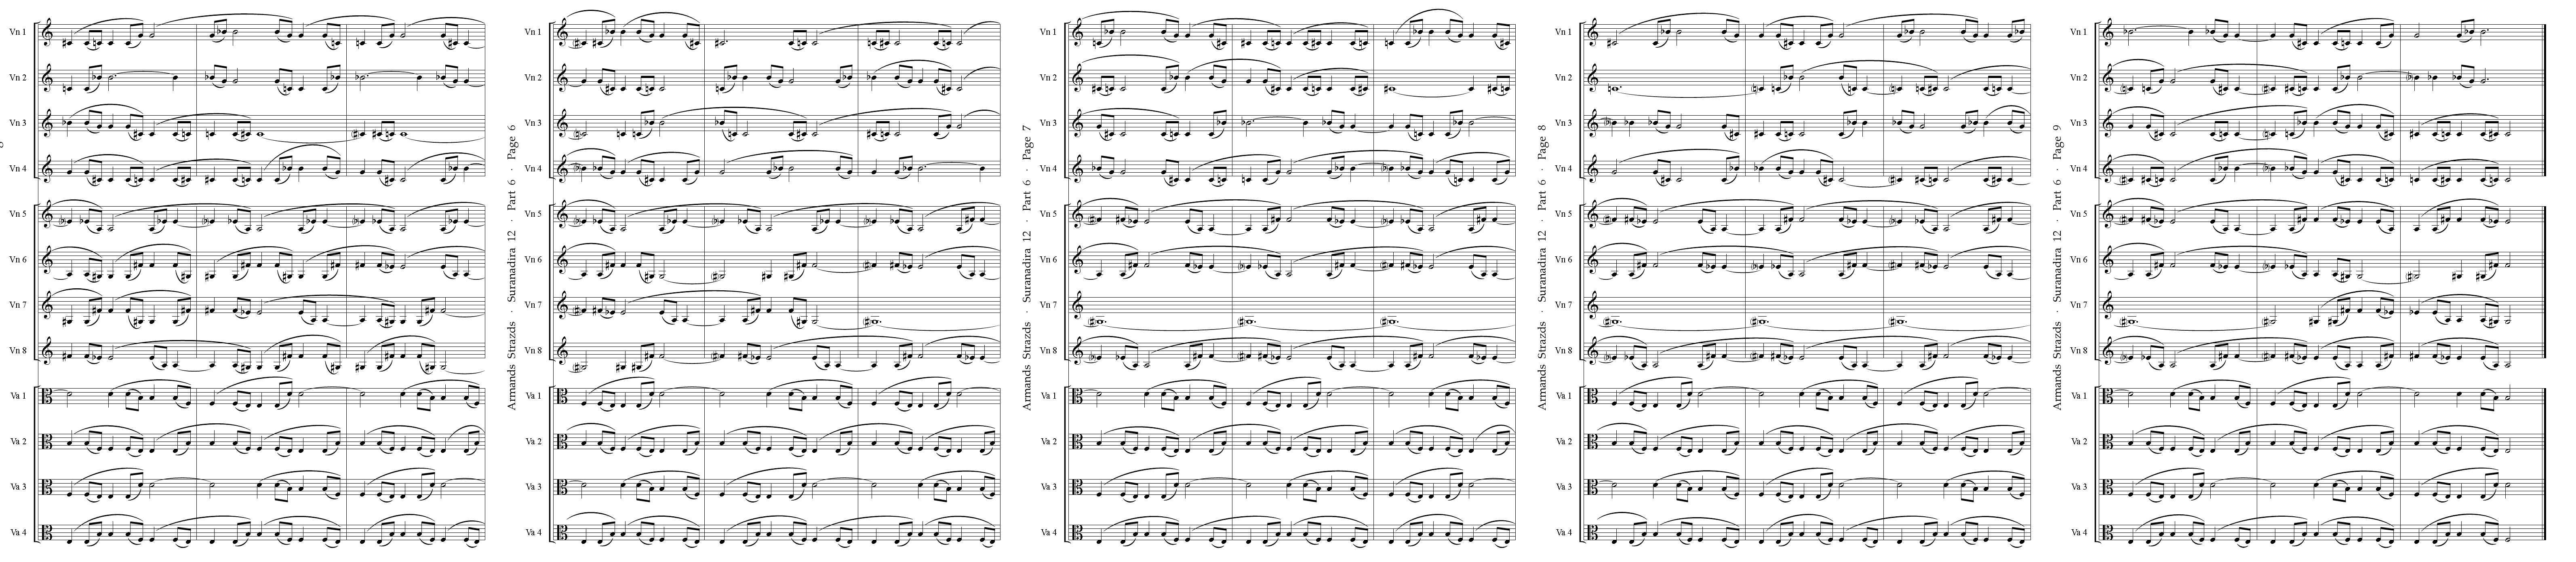 Vn 1
Vn 2
Vn 3
Vn 4
Vn 5
Vn 6
Vn 7
Vn 8
Va 1
Va 2
Va 3
Va 4
Armands Strazds · Suranadira 12 · Part 6 · Page 6
Vn 1
Vn 2
Vn 3
Vn 4
Vn 5
Vn 6
Vn 7
Vn 8
Va 1
Va 2
Va 3
Va 4
Armands Strazds · Suranadira 12 · Part 6 · Page 7
Vn 1
Vn 2
Vn 3
Vn 4
Vn 5
Vn 6
Vn 7
Vn 8
Va 1
Va 2
Va 3
Va 4
Armands Strazds · Suranadira 12 · Part 6 · Page 8
Vn 1
Vn 2
Vn 3
Vn 4
Vn 5
Vn 6
Vn 7
Vn 8
Va 1
Va 2
Va 3
Va 4
Armands Strazds · Suranadira 12 · Part 6 · Page 9
Vn 1
Vn 2
Vn 3
Vn 4
Vn 5
Vn 6
Vn 7
Vn 8
Va 1
Va 2
Va 3
Va 4